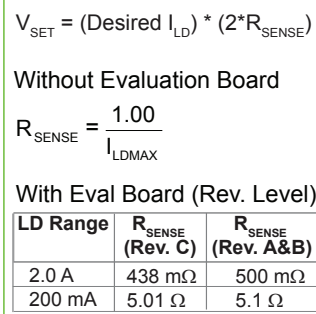 V_SET = (Desired I_LD) * (2*R_SENSE)
Without Evaluation Board
R_SENSE = 1.00 / I_LDMAX
With Eval Board (Rev. Level)
LD Range R_SENSE (Rev. C) R_SENSE (Rev. A&B)
2.0 A 438 mΩ 500 mΩ
200 mA 5.01 Ω 5.1 Ω